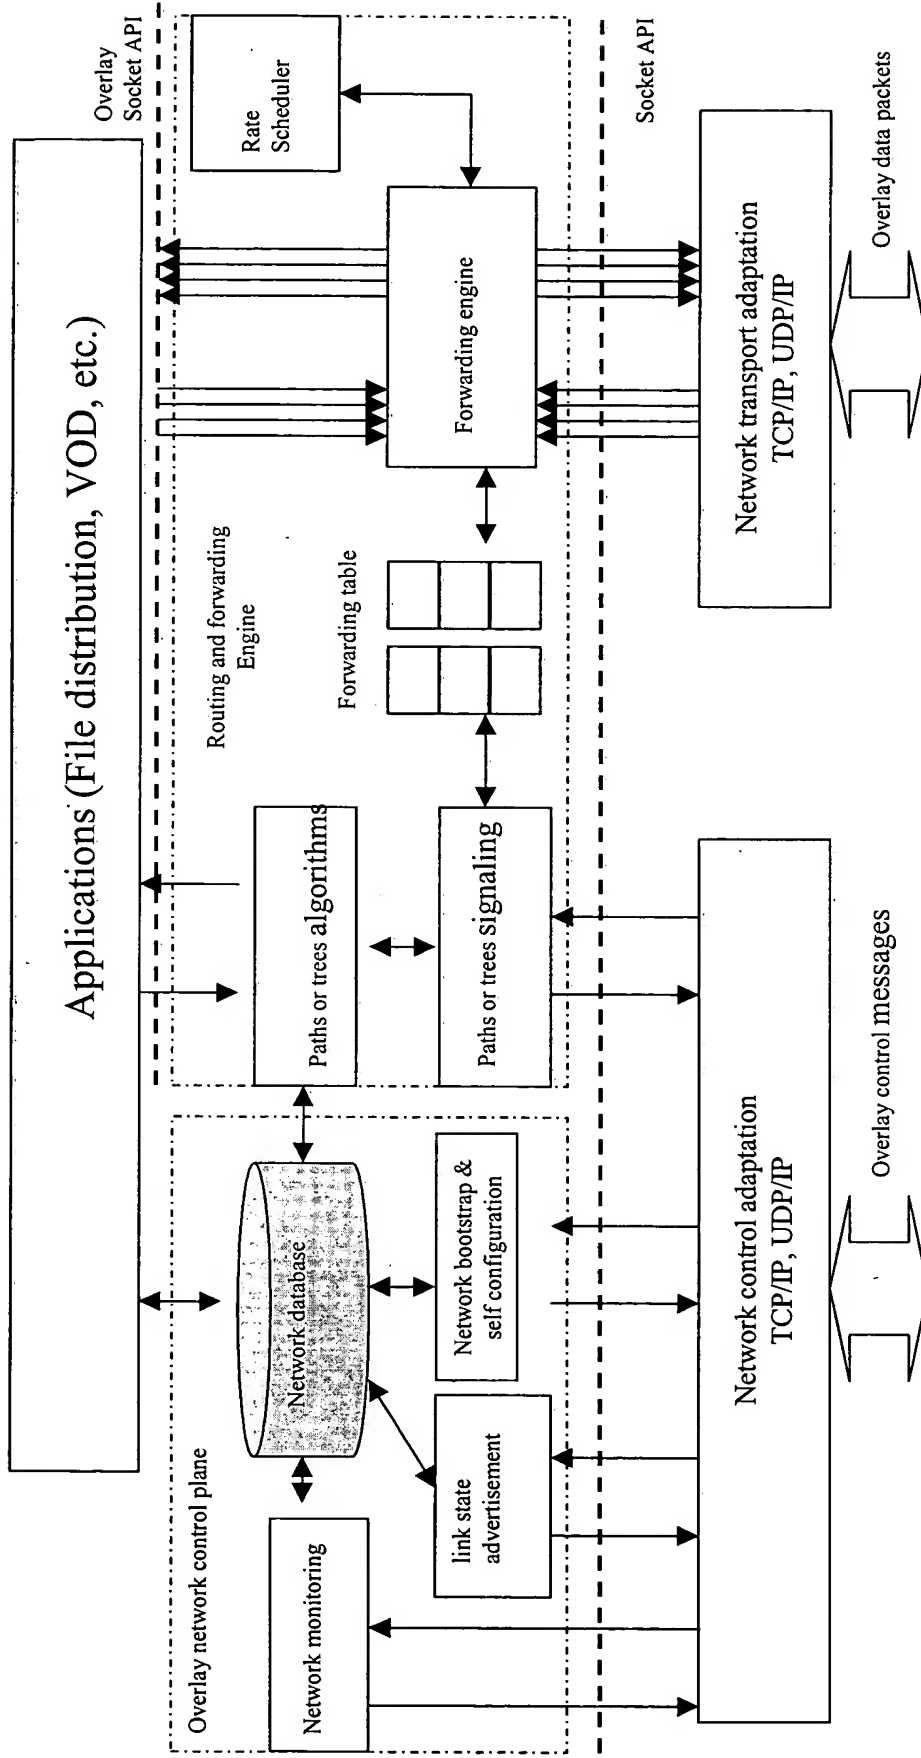 Applications (File distribution, VOD, etc.)
Overlay
Socket API
Overlay network control plane
Routing and forwarding
Engine
Rate
Scheduler
Network monitoring
Network database
Paths or trees algorithms
Forwarding table
Forwarding engine
link state
advertisement
Network bootstrap &
self configuration
Paths or trees signaling
Socket API
Network control adaptation
TCP/IP, UDP/IP
Network transport adaptation
TCP/IP, UDP/IP
Overlay control messages
Overlay data packets